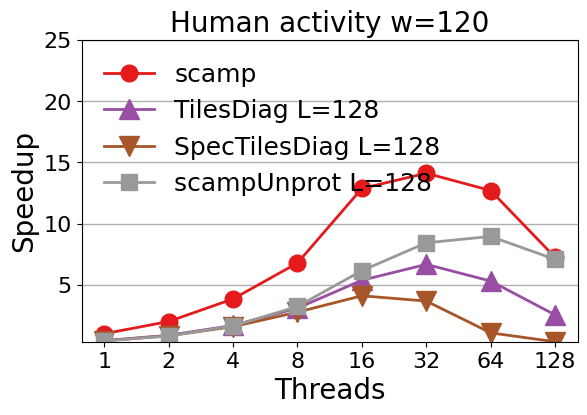 Human activity w=120
25
20
15
10
5
Speedup
scamp
TilesDiag L=128
SpecTilesDiag L=128
scampUnprot L=128
1 2 4 8 16 32 64 128
Threads